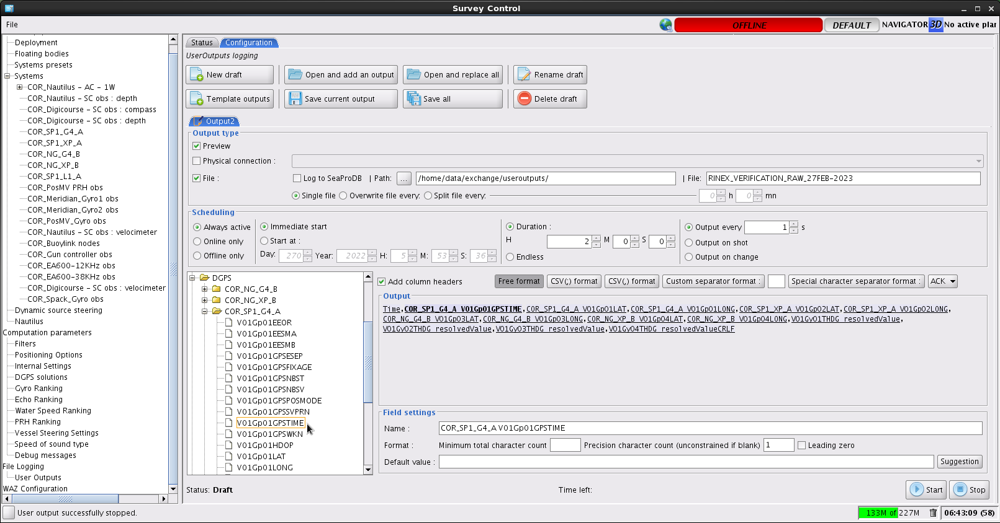 Survey Control
File
OFFLINE
DEFAULT
NAVIGATOR 3D No active plan
Deployment
Floating bodies
Systems presets
Systems
COR_Nautilus - AC - 1W
COR_Nautilus - SC obs : depth
COR_Digicourse - SC obs : compass
COR_Digicourse - SC obs : depth
COR_SP1_G4_A
COR_SP1_XP_A
COR_NG_G4_B
COR_NG_XP_B
COR_SP1_L1_A
COR_PosMV PRH obs
COR_Meridian_Gyro1 obs
COR_Meridian_Gyro2 obs
COR_PosMV_Gyro obs
COR_Nautilus - SC obs : velocimeter
COR_Buoylink nodes
COR_Gun controller obs
COR_EA600-12KHz obs
COR_EA600-38KHz obs
COR_Digicourse - SC obs : velocimeter
COR_Spack_Gyro obs
Dynamic source steering
Nautilus
Computation parameters
Filters
Positioning Options
Internal Settings
DGPS solutions
Gyro Ranking
Echo Ranking
Water Speed Ranking
PRH Ranking
Vessel Steering Settings
Speed of sound type
Debug messages
File Logging
User Outputs
WAZ Configuration
Status Configuration
UserOutputs logging
New draft Open and add an output Open and replace all Rename draft
Template outputs Save current output Save all Delete draft
Output2
Output type
Preview
Physical connection :
File : Log to SeaProDB | Path: ... /home/data/exchange/useroutputs/ | File: RINEX_VERIFICATION_RAW_27FEB-2023
Single file Overwrite file every: Split file every: 0 h 0 mn
Scheduling
Always active Immediate start Duration : Output every 1 s
Online only Start at : H 2 M 0 S 0 Output on shot
Offline only Day: 270 Year: 2022 H: 5 M: 53 S: 36 Endless Output on change
DGPS
COR_NG_G4_B
COR_NG_XP_B
COR_SP1_G4_A
V01Gp01EEOR
V01Gp01EESMA
V01Gp01EESMB
V01Gp01GPSESEP
V01Gp01GPSFIXAGE
V01Gp01GPSNBST
V01Gp01GPSNBSV
V01Gp01GPSPOSMODE
V01Gp01GPSSVPRN
V01Gp01GPSTIME
V01Gp01GPSWKN
V01Gp01HDOP
V01Gp01LAT
V01Gp01LONG
Add column headers Free format CSV(;) format CSV(,) format Custom separator format : Special character separator format : ACK
Output
Time,COR_SP1_G4_A V01Gp01GPSTIME,COR_SP1_G4_A V01Gp01LAT,COR_SP1_G4_A V01Gp01LONG,COR_SP1_XP_A V01Gp02LAT,COR_SP1_XP_A V01Gp02LONG,
COR_NG_G4_B V01Gp03LAT,COR_NG_G4_B V01Gp03LONG,COR_NG_XP_B V01Gp04LAT,COR_NG_XP_B V01Gp04LONG,V01Gy01THDG resolvedValue,
V01Gy02THDG resolvedValue,V01Gy03THDG resolvedValue,V01Gy04THDG resolvedValueCRLF
Field settings
Name : COR_SP1_G4_A V01Gp01GPSTIME
Format : Minimum total character count Precision character count (unconstrained if blank) 1 Leading zero
Default value : Suggestion
Status: Draft Time left: Start Stop
User output successfully stopped. 133M of 227M 06:43:09 (58)